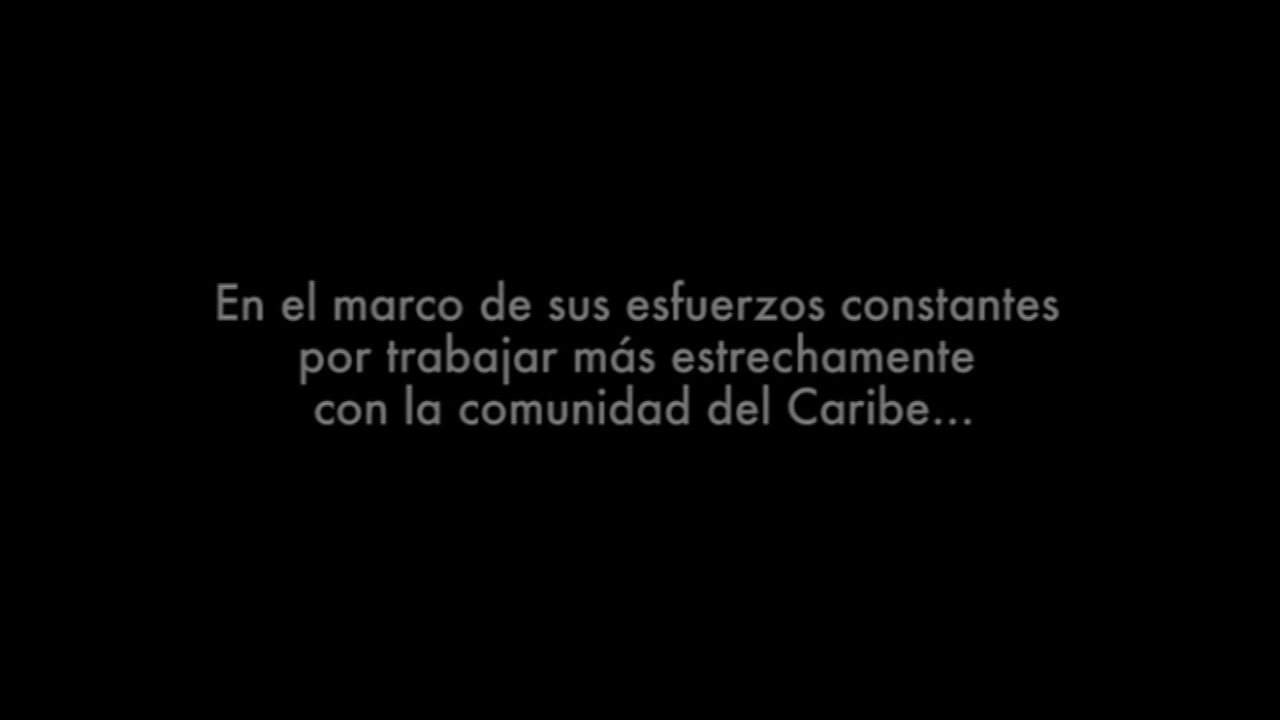 En el marco de sus esfuerzos constantes
por trabajar más estrechamente
con la comunidad del Caribe...